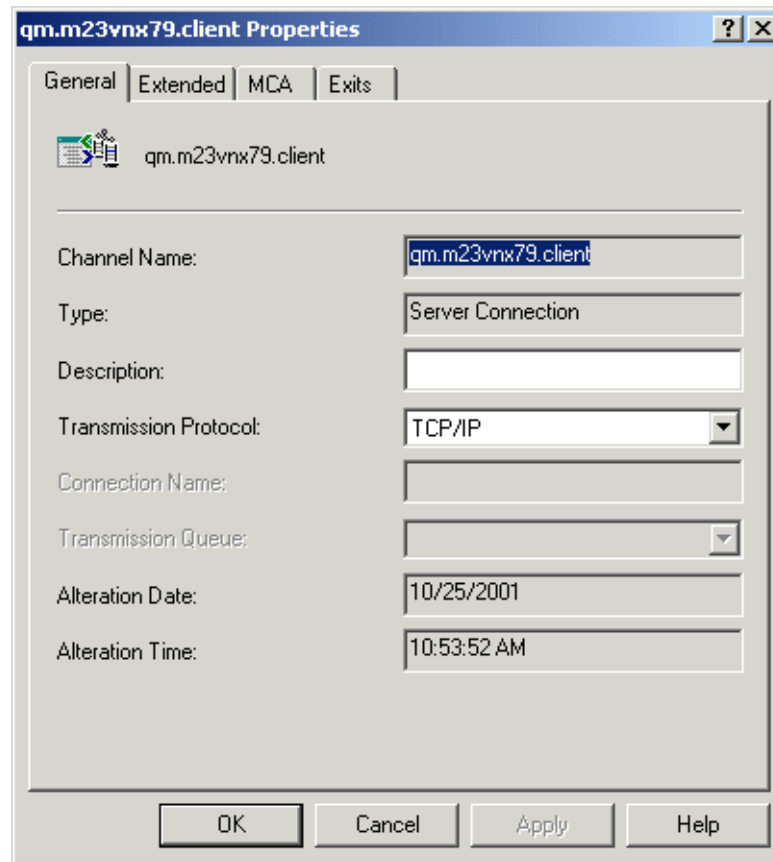 qm.m23vnx79.client Properties
General Extended MCA Exits
qm.m23vnx79.client
Channel Name: qm.m23vnx79.client
Type: Server Connection
Description:
Transmission Protocol: TCP/IP
Connection Name:
Transmission Queue:
Alteration Date: 10/25/2001
Alteration Time: 10:53:52 AM
OK Cancel Apply Help